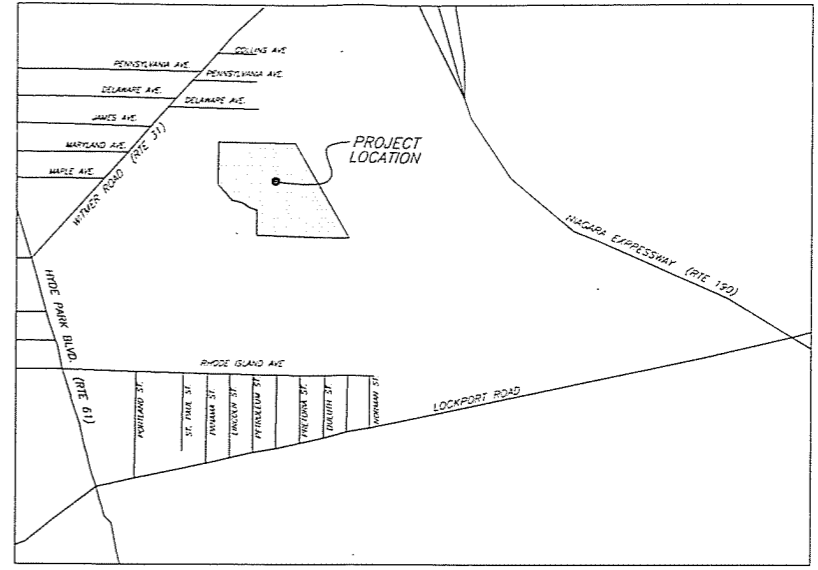 COLLINS AVE
PENNSYLVANIA AVE.
PENNSYLVANIA AVE.
DELAWARE AVE.
DELAWARE AVE.
JAMES AVE.
MARYLAND AVE.
MAPLE AVE.
WITMER ROAD (RTE 31)
PROJECT
LOCATION
NIAGARA EXPRESSWAY (RTE 190)
HYDE PARK BLVD. (RTE 61)
RHODE ISLAND AVE
PORTLAND ST.
ST. PAUL ST.
PANAMA ST.
LINCOLN ST.
PETROLEUM ST.
PRETORIA ST.
DULUTH ST.
NORMAN ST
LOCKPORT ROAD